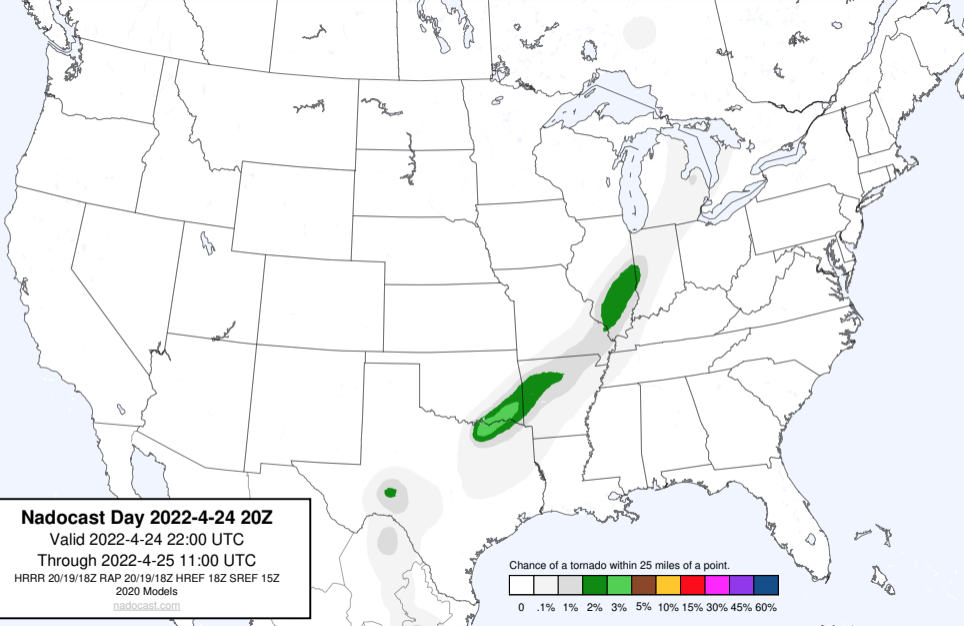 Nadocast Day 2022-4-24 20Z
Valid 2022-4-24 22:00 UTC
Through 2022-4-25 11:00 UTC
HRRR 20/19/18Z RAP 20/19/18Z HREF 18Z SREF 15Z
2020 Models
nadocast.com
Chance of a tornado within 25 miles of a point.
0 .1% 1% 2% 3% 5% 10% 15% 30% 45% 60%